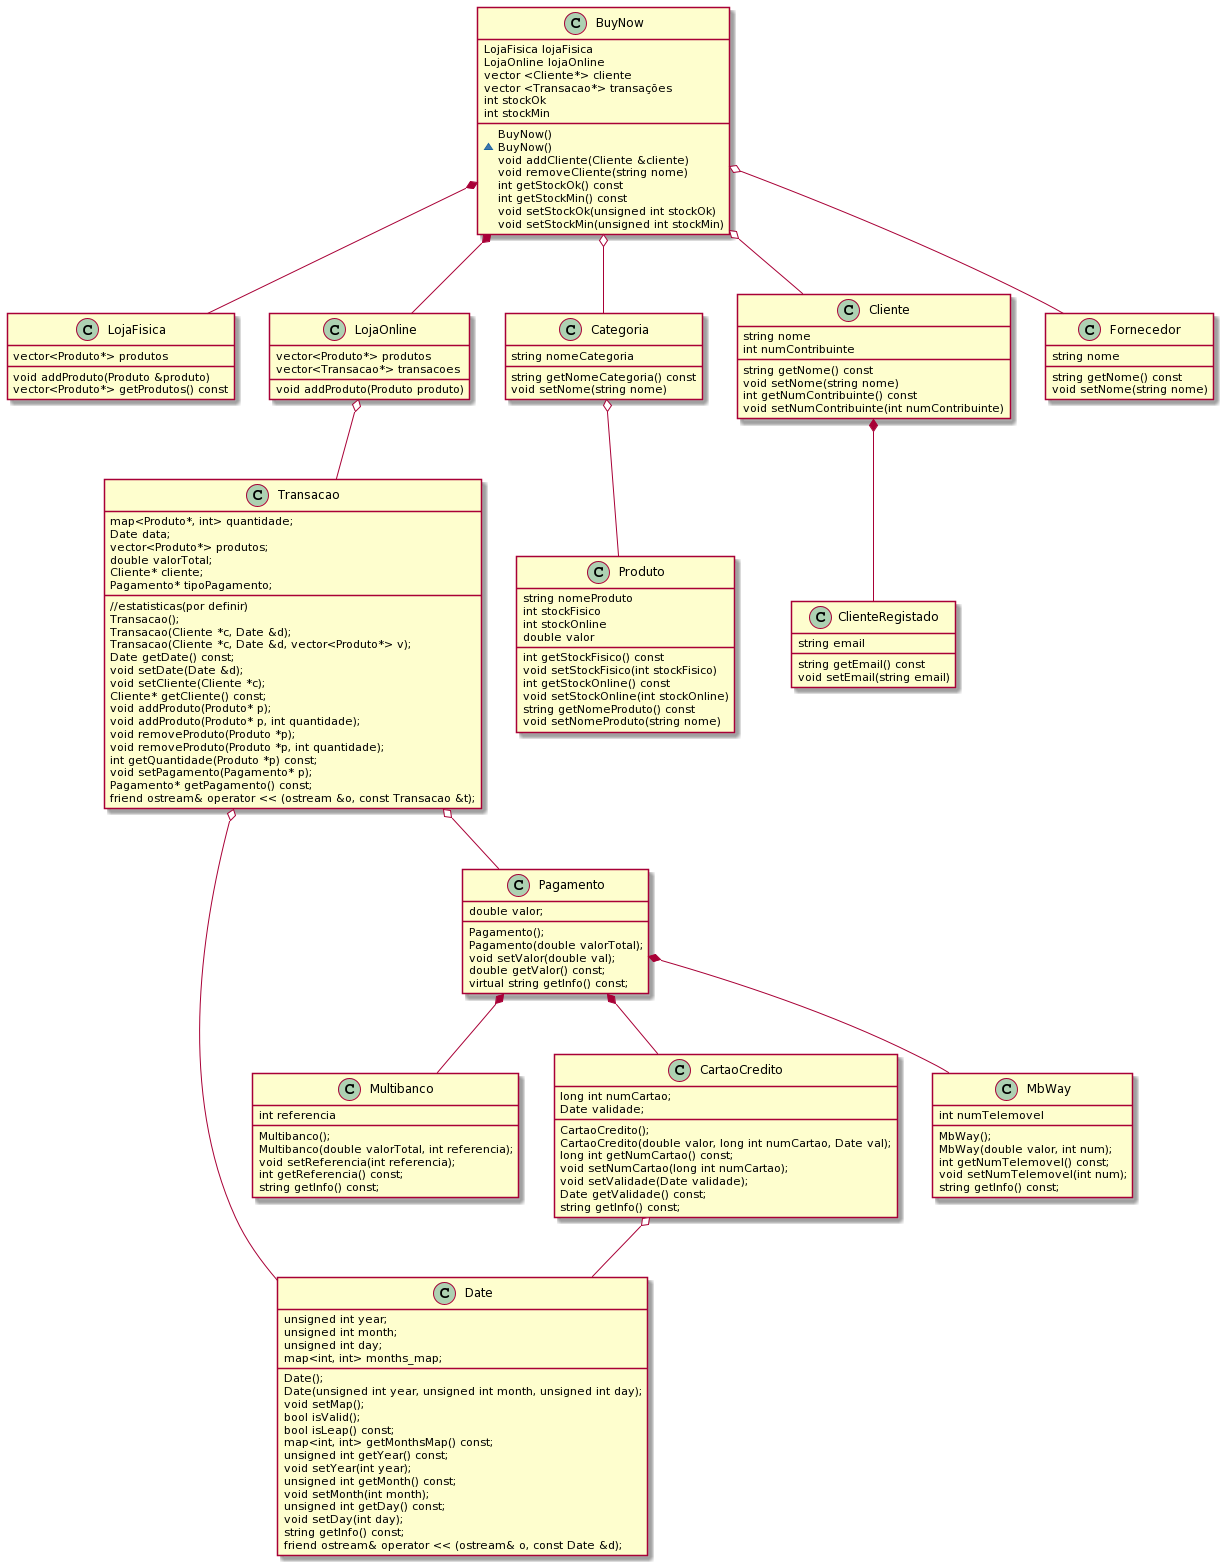 C BuyNow
LojaFisica lojaFisica
LojaOnline lojaOnline
vector <Cliente*> cliente
vector <Transacao*> transações
int stockOk
int stockMin
BuyNow()
BuyNow()
void addCliente(Cliente &cliente)
void removeCliente(string nome)
int getStockOk() const
int getStockMin() const
void setStockOk(unsigned int stockOk)
void setStockMin(unsigned int stockMin)
C LojaFisica
vector<Produto*> produtos
void addProduto(Produto &produto)
vector<Produto*> getProdutos() const
C LojaOnline
vector<Produto*> produtos
vector<Transacao*> transacoes
void addProduto(Produto produto)
C Categoria
string nomeCategoria
string getNomeCategoria() const
void setNome(string nome)
C Cliente
string nome
int numContribuinte
string getNome() const
void setNome(string nome)
int getNumContribuinte() const
void setNumContribuinte(int numContribuinte)
C Fornecedor
string nome
string getNome() const
void setNome(string nome)
C Transacao
map<Produto*, int> quantidade;
Date data;
vector<Produto*> produtos;
double valorTotal;
Cliente* cliente;
Pagamento* tipoPagamento;
//estatisticas(por definir)
Transacao();
Transacao(Cliente *c, Date &d);
Transacao(Cliente *c, Date &d, vector<Produto*> v);
Date getDate() const;
void setDate(Date &d);
void setCliente(Cliente *c);
Cliente* getCliente() const;
void addProduto(Produto* p);
void addProduto(Produto* p, int quantidade);
void removeProduto(Produto *p);
void removeProduto(Produto *p, int quantidade);
int getQuantidade(Produto *p) const;
void setPagamento(Pagamento* p);
Pagamento* getPagamento() const;
friend ostream& operator << (ostream &o, const Transacao &t);
C Produto
string nomeProduto
int stockFisico
int stockOnline
double valor
int getStockFisico() const
void setStockFisico(int stockFisico)
int getStockOnline() const
void setStockOnline(int stockOnline)
string getNomeProduto() const
void setNomeProduto(string nome)
C ClienteRegistado
string email
string getEmail() const
void setEmail(string email)
C Pagamento
double valor;
Pagamento();
Pagamento(double valorTotal);
void setValor(double val);
double getValor() const;
virtual string getInfo() const;
C Multibanco
int referencia
Multibanco();
Multibanco(double valorTotal, int referencia);
void setReferencia(int referencia);
int getReferencia() const;
string getInfo() const;
C CartaoCredito
long int numCartao;
Date validade;
CartaoCredito();
CartaoCredito(double valor, long int numCartao, Date val);
long int getNumCartao() const;
void setNumCartao(long int numCartao);
void setValidade(Date validade);
Date getValidade() const;
string getInfo() const;
C MbWay
int numTelemovel
MbWay();
MbWay(double valor, int num);
int getNumTelemovel() const;
void setNumTelemovel(int num);
string getInfo() const;
C Date
unsigned int year;
unsigned int month;
unsigned int day;
map<int, int> months_map;
Date();
Date(unsigned int year, unsigned int month, unsigned int day);
void setMap();
bool isValid();
bool isLeap() const;
map<int, int> getMonthsMap() const;
unsigned int getYear() const;
void setYear(int year);
unsigned int getMonth() const;
void setMonth(int month);
unsigned int getDay() const;
void setDay(int day);
string getInfo() const;
friend ostream& operator << (ostream& o, const Date &d);